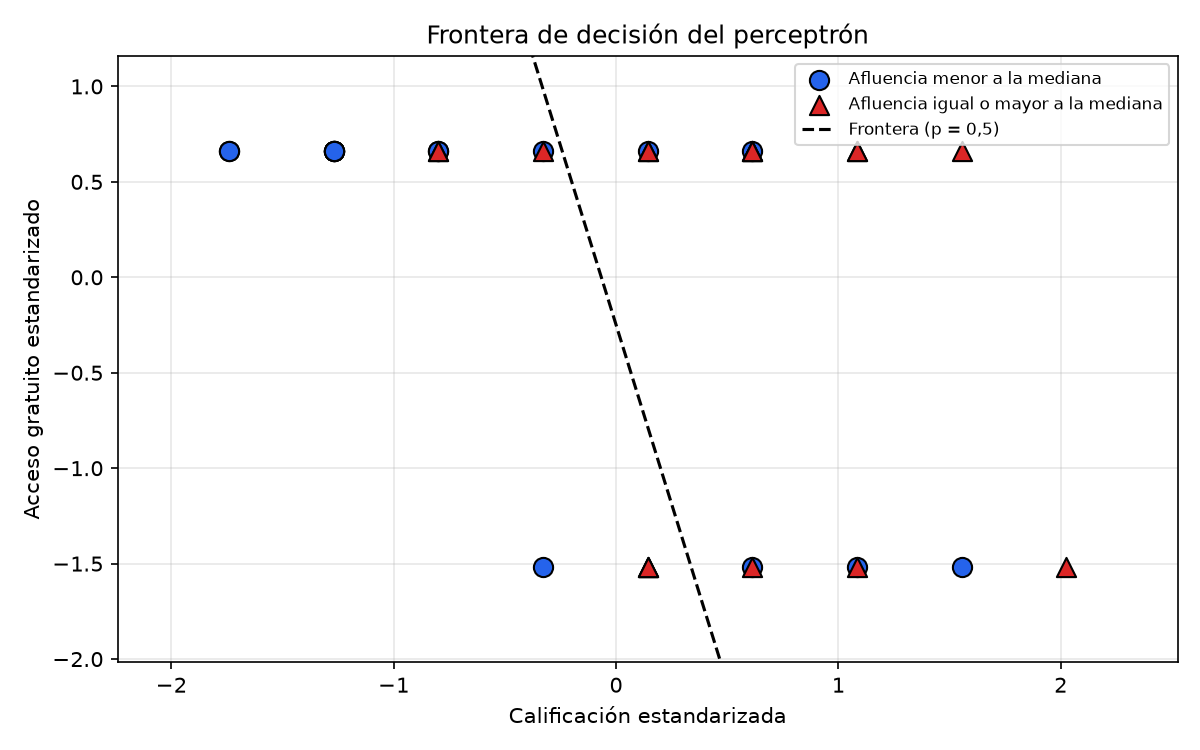 Frontera de decisión del perceptrón
Afluencia menor a la mediana
Afluencia igual o mayor a la mediana
Frontera (p = 0,5)
Acceso gratuito estandarizado
1.0
0.5
0.0
−0.5
−1.0
−1.5
−2.0
−2
−1
0
1
2
Calificación estandarizada